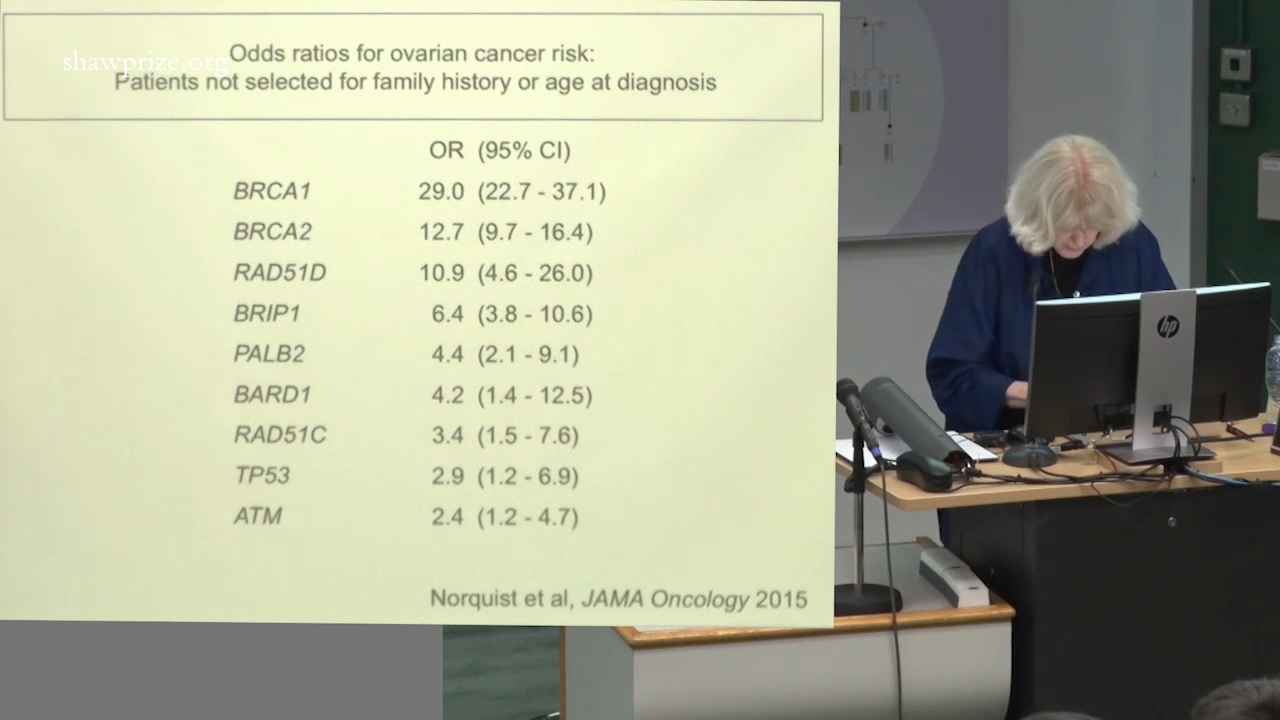 shawprize.org
Odds ratios for ovarian cancer risk:
Patients not selected for family history or age at diagnosis
OR (95% CI)
BRCA1 29.0 (22.7 - 37.1)
BRCA2 12.7 (9.7 - 16.4)
RAD51D 10.9 (4.6 - 26.0)
BRIP1 6.4 (3.8 - 10.6)
PALB2 4.4 (2.1 - 9.1)
BARD1 4.2 (1.4 - 12.5)
RAD51C 3.4 (1.5 - 7.6)
TP53 2.9 (1.2 - 6.9)
ATM 2.4 (1.2 - 4.7)
Norquist et al, JAMA Oncology 2015
hp